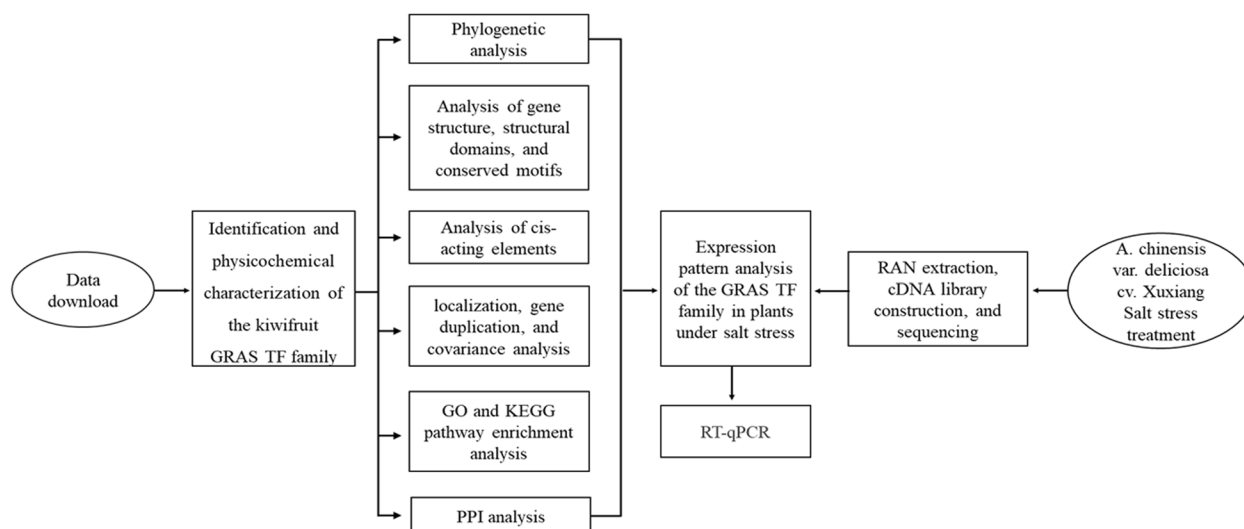 Data
download
Identification and
physicochemical
characterization of
the kiwifruit
GRAS TF family
Phylogenetic
analysis
Analysis of gene
structure, structural
domains, and
conserved motifs
Analysis of cis-
acting elements
localization, gene
duplication, and
covariance analysis
GO and KEGG
pathway enrichment
analysis
PPI analysis
Expression
pattern analysis
of the GRAS TF
family in plants
under salt stress
RT-qPCR
RAN extraction,
cDNA library
construction, and
sequencing
A. chinensis
var. deliciosa
cv. Xuxiang
Salt stress
treatment